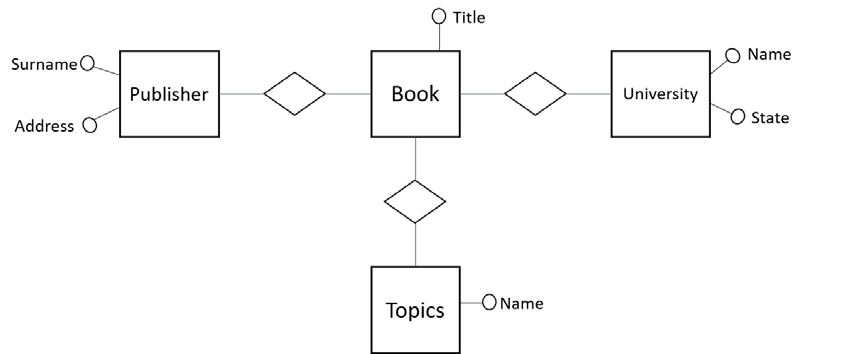 Title
Surname
Publisher
Address
Book
University
Name
State
Topics
Name